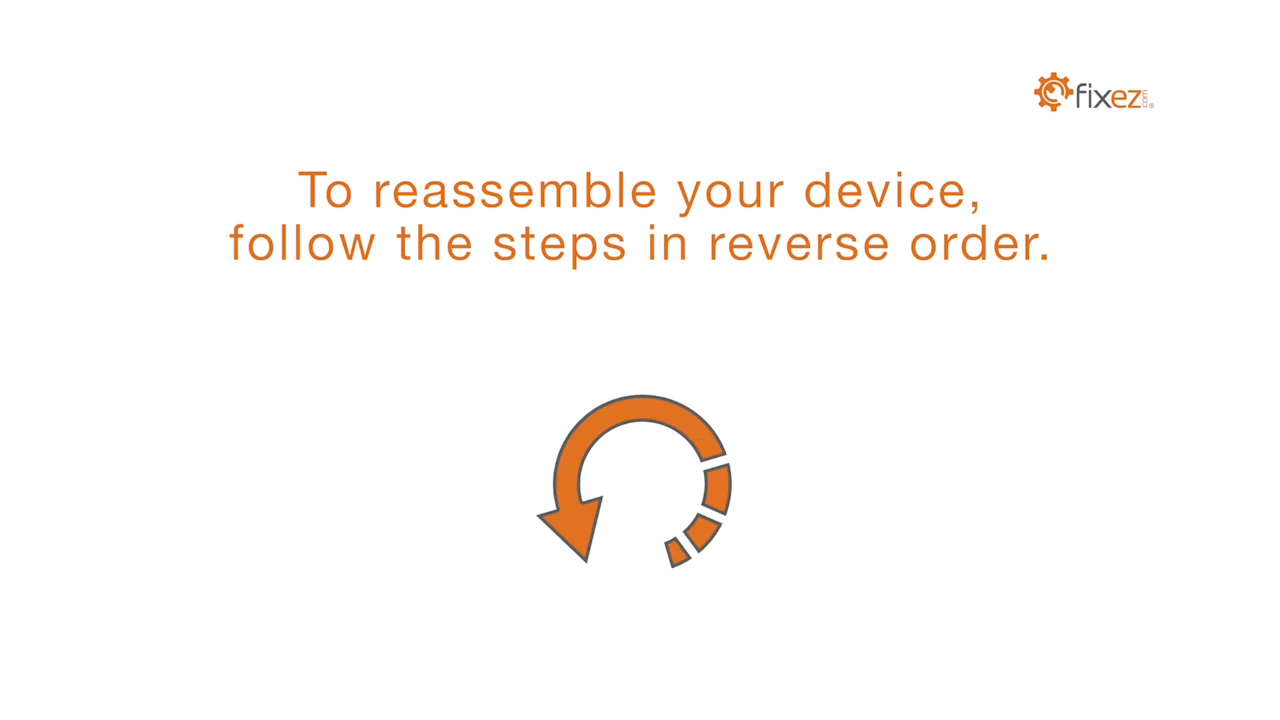 fixez.com®
To reassemble your device,
follow the steps in reverse order.